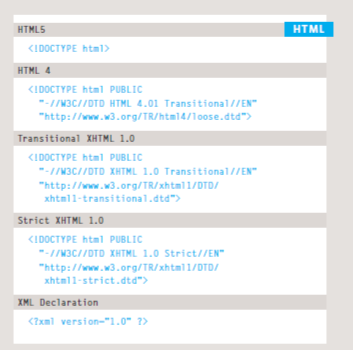 HTML5
HTML
<!DOCTYPE html>
HTML 4
<!DOCTYPE html PUBLIC
"-//W3C//DTD HTML 4.01 Transitional//EN"
"http://www.w3.org/TR/html4/loose.dtd">
Transitional XHTML 1.0
<!DOCTYPE html PUBLIC
"-//W3C//DTD XHTML 1.0 Transitional//EN"
"http://www.w3.org/TR/xhtml1/DTD/
xhtml1-transitional.dtd">
Strict XHTML 1.0
<!DOCTYPE html PUBLIC
"-//W3C//DTD XHTML 1.0 Strict//EN"
"http://www.w3.org/TR/xhtml1/DTD/
xhtml1-strict.dtd">
XML Declaration
<?xml version="1.0" ?>